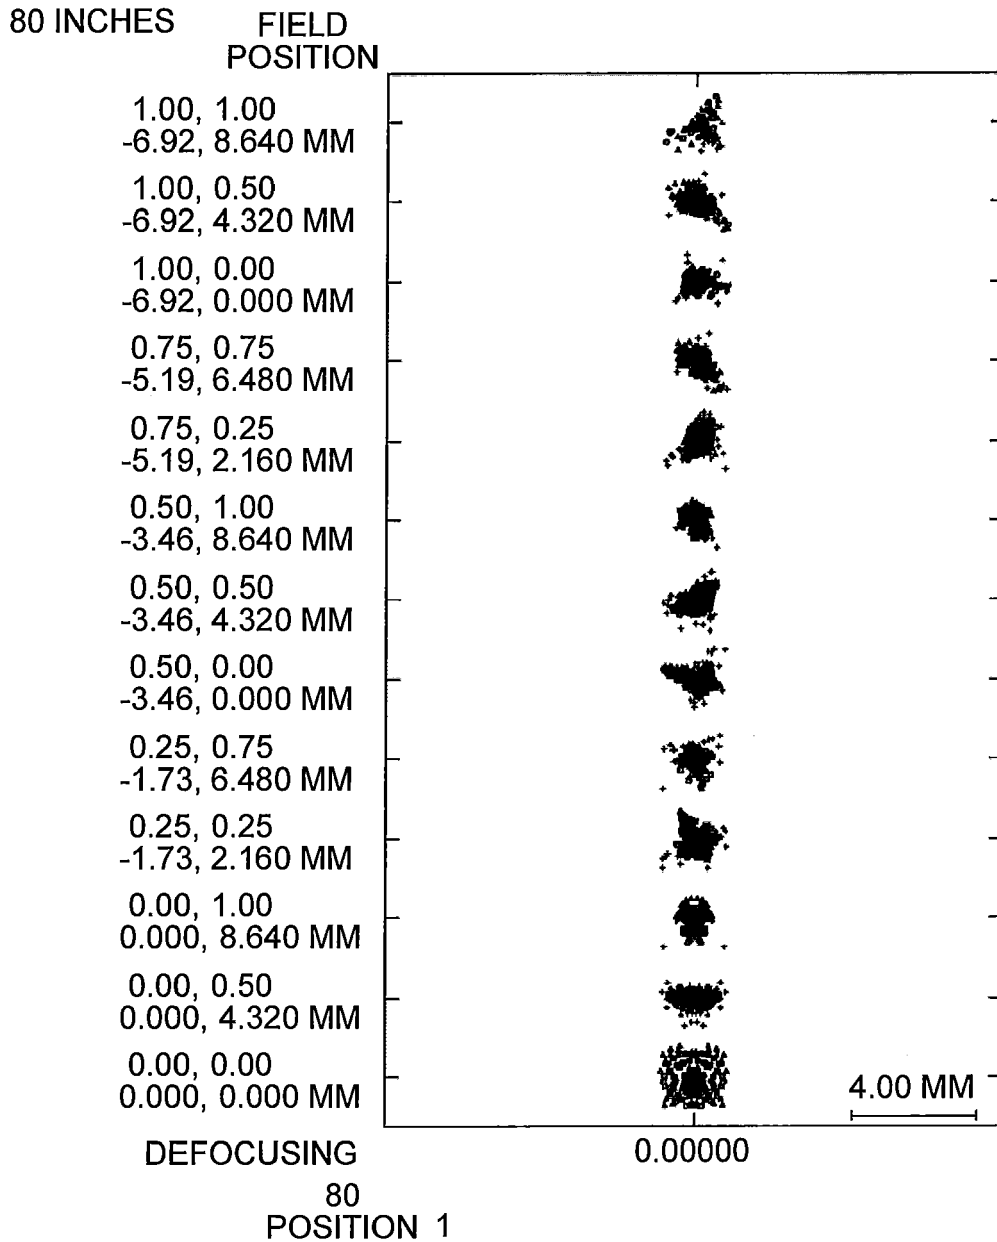 80 INCHES
FIELD
POSITION
1.00, 1.00
-6.92, 8.640 MM
1.00, 0.50
-6.92, 4.320 MM
1.00, 0.00
-6.92, 0.000 MM
0.75, 0.75
-5.19, 6.480 MM
0.75, 0.25
-5.19, 2.160 MM
0.50, 1.00
-3.46, 8.640 MM
0.50, 0.50
-3.46, 4.320 MM
0.50, 0.00
-3.46, 0.000 MM
0.25, 0.75
-1.73, 6.480 MM
0.25, 0.25
-1.73, 2.160 MM
0.00, 1.00
0.000, 8.640 MM
0.00, 0.50
0.000, 4.320 MM
0.00, 0.00
0.000, 0.000 MM
4.00 MM
DEFOCUSING 0.00000
80
POSITION 1